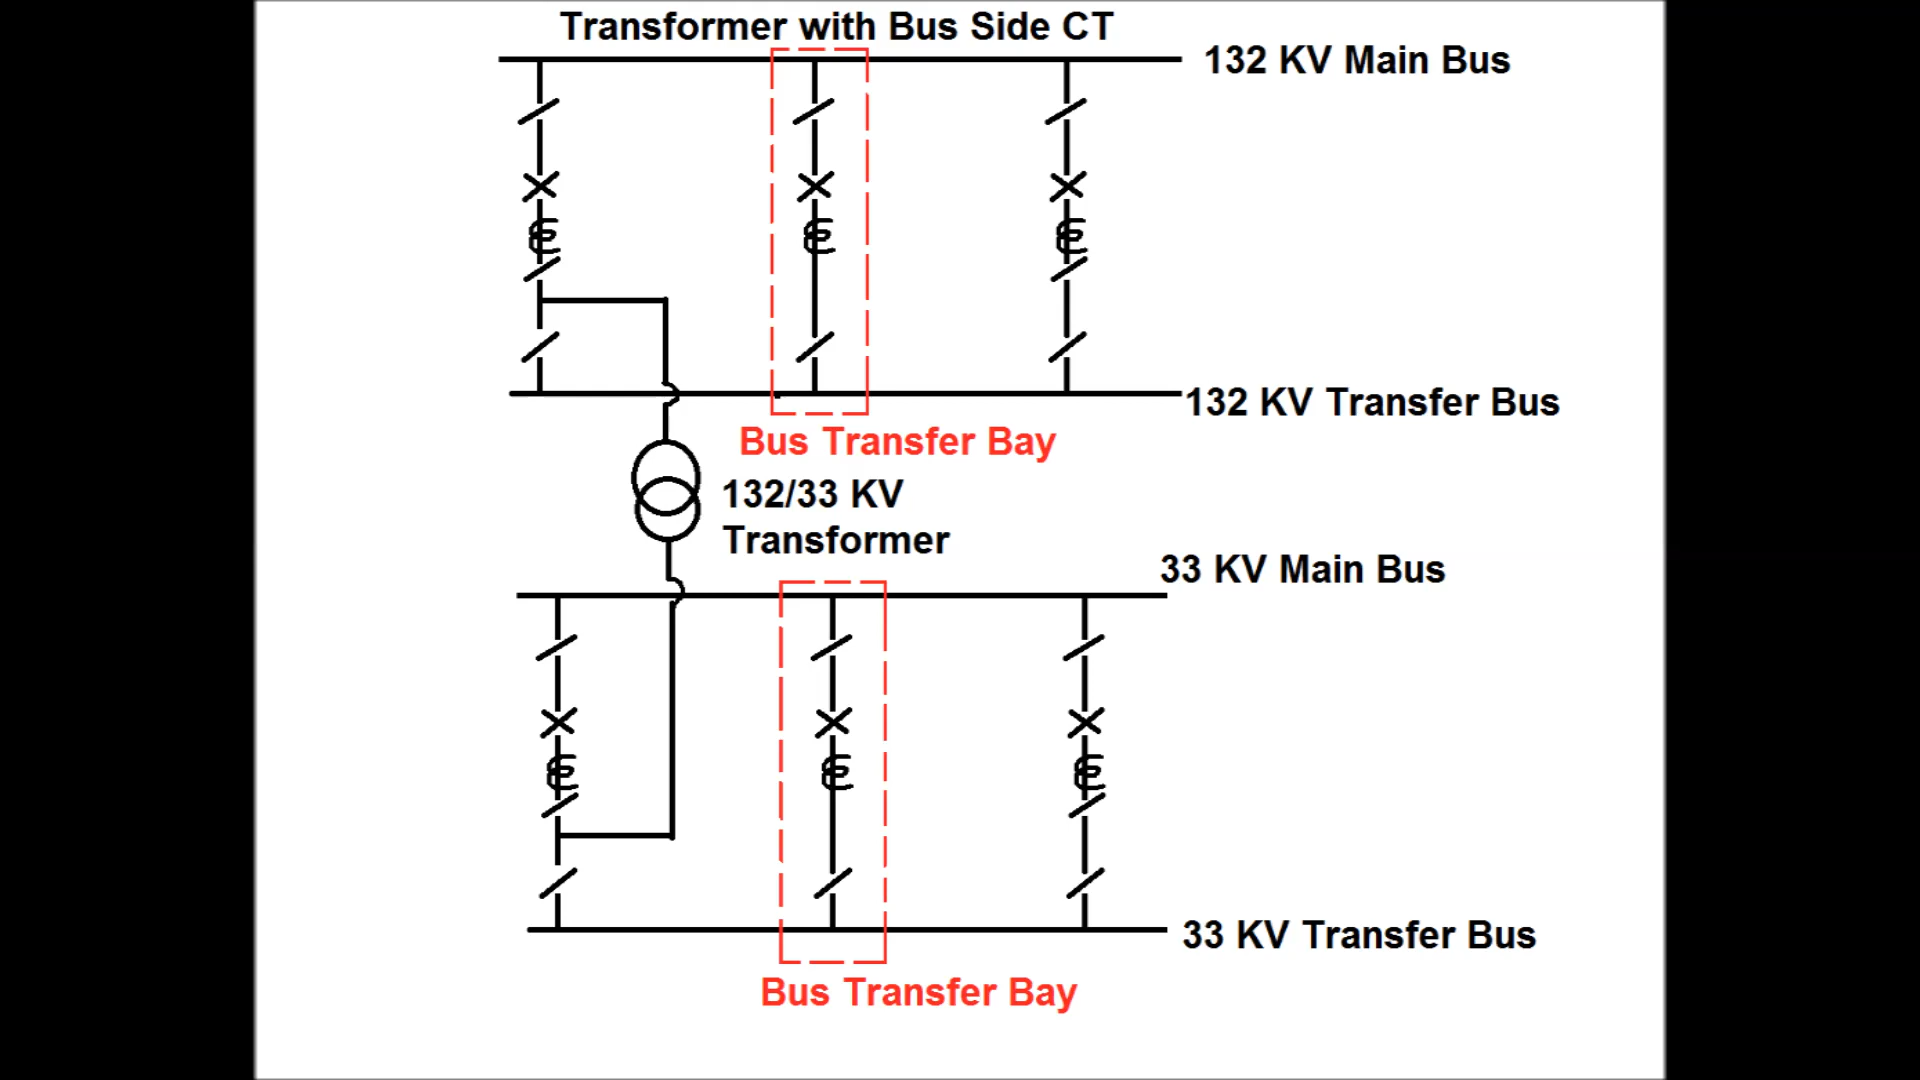 Transformer with Bus Side CT
132 KV Main Bus
132 KV Transfer Bus
Bus Transfer Bay
132/33 KV
Transformer
33 KV Main Bus
33 KV Transfer Bus
Bus Transfer Bay